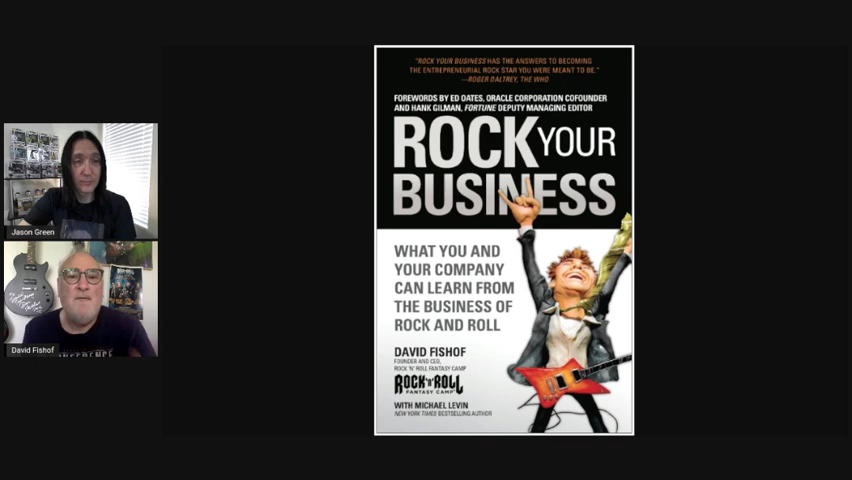 "ROCK YOUR BUSINESS HAS THE ANSWERS TO BECOMING
THE ENTREPRENEURIAL ROCK STAR YOU WERE MEANT TO BE."
—ROGER DALTREY, THE WHO
FOREWORDS BY ED OATES, ORACLE CORPORATION COFOUNDER
AND HANK GILMAN, FORTUNE DEPUTY MANAGING EDITOR
ROCK YOUR
BUSINESS
WHAT YOU AND
YOUR COMPANY
CAN LEARN FROM
THE BUSINESS OF
ROCK AND ROLL
DAVID FISHOF
FOUNDER AND CEO,
ROCK 'N' ROLL FANTASY CAMP
ROCK 'N' ROLL
FANTASY CAMP
WITH MICHAEL LEVIN
NEW YORK TIMES BESTSELLING AUTHOR
Jason Green
David Fishof